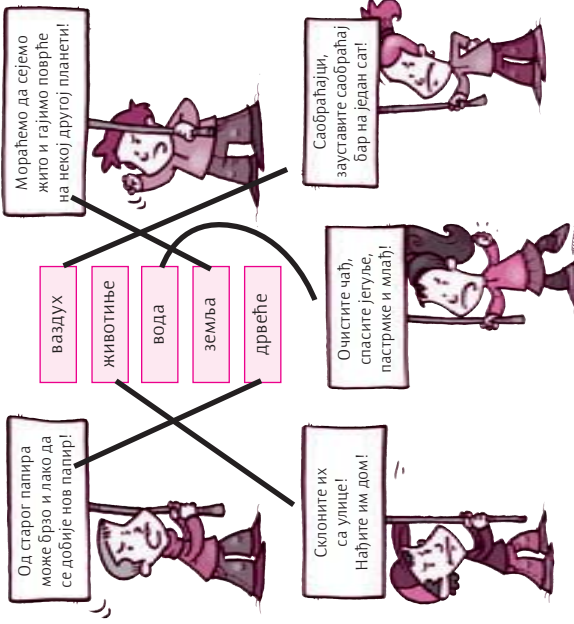 Од старог папира
може брзо и лако да
се добије нов папир!
Мораћемо да сејемо
жито и гајимо поврће
на некој другој планети!
ваздух
животиње
вода
земља
дрвеће
Склоните их
са улице!
Нађите им дом!
Очистите чађ,
спасите јегуље,
пастрмке и млађ!
Саобраћајци,
зауставите саобраћај
бар на један сат!